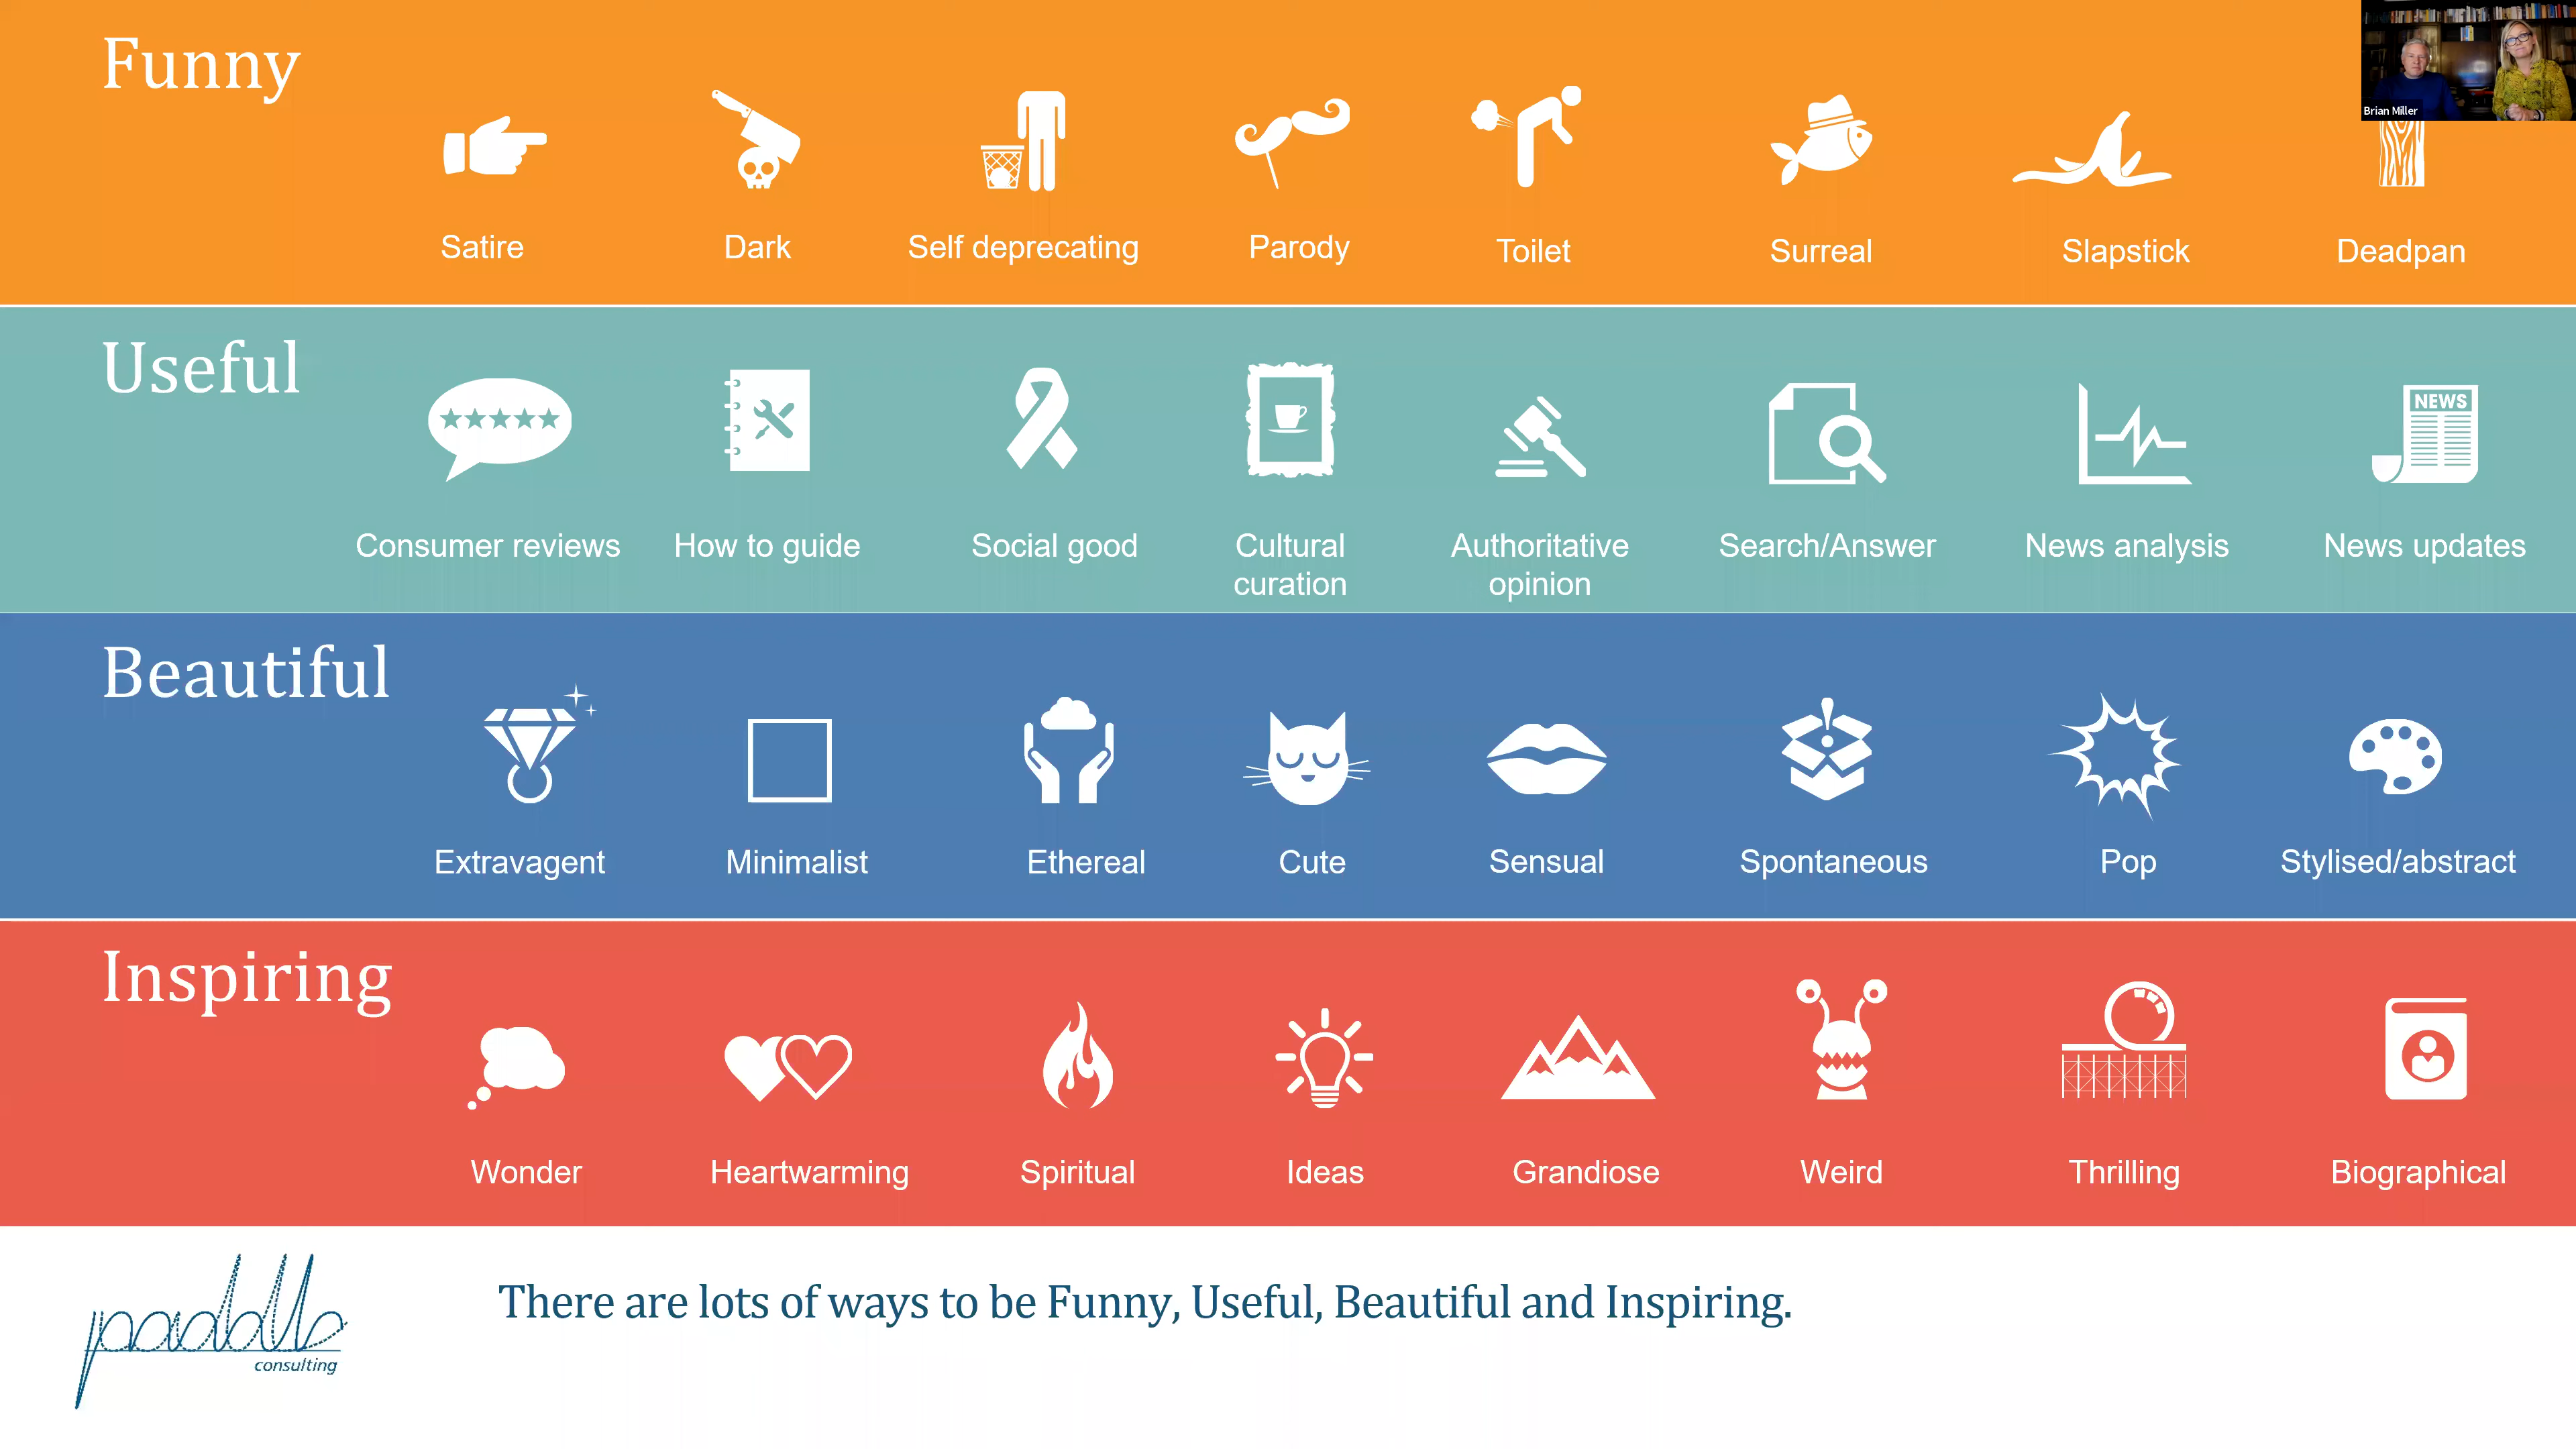 Funny
Brian Miller
Satire
Dark
Self deprecating
Parody
Toilet
Surreal
Slapstick
Deadpan
Useful
NEWS
Consumer reviews
How to guide
Social good
Cultural
curation
Authoritative
opinion
Search/Answer
News analysis
News updates
Beautiful
Extravagent
Minimalist
Ethereal
Cute
Sensual
Spontaneous
Pop
Stylised/abstract
Inspiring
Wonder
Heartwarming
Spiritual
Ideas
Grandiose
Weird
Thrilling
Biographical
paddle
consulting
There are lots of ways to be Funny, Useful, Beautiful and Inspiring.